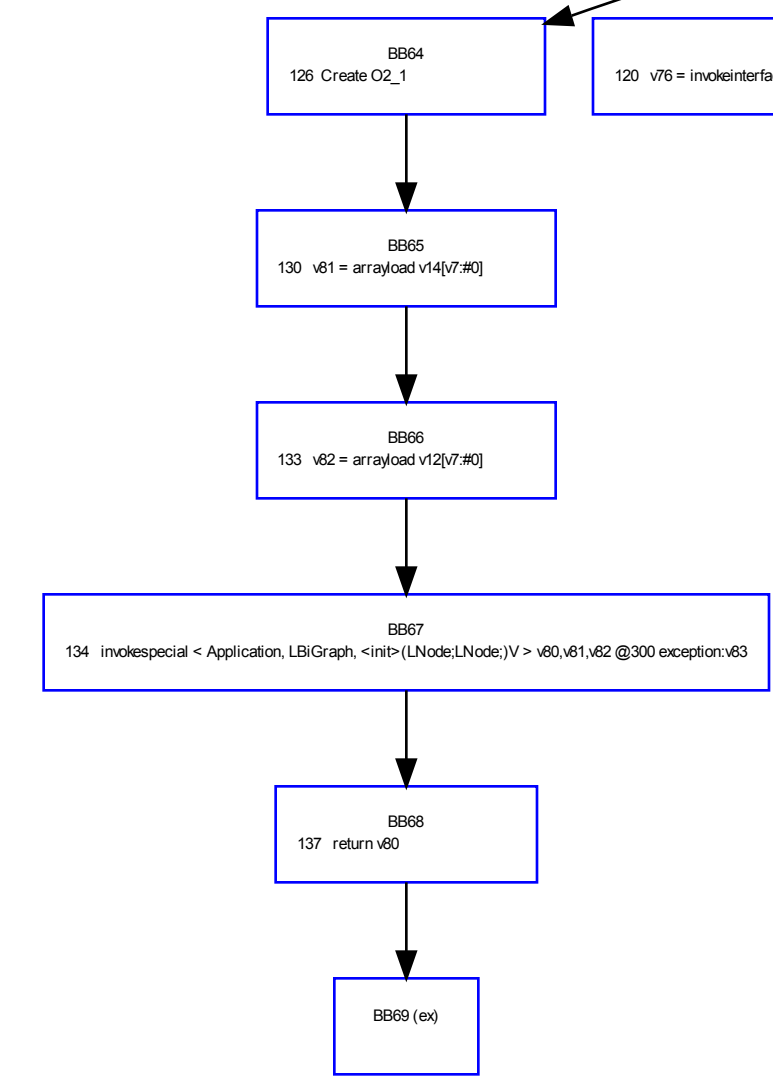 BB64
126 Create O2_1
120 v76 =
BB65
130 v81 = arrayload v14[v7:#0]
BB66
133 v82 = arrayload v12[v7:#0]
BB67
134 invokespecial < Application, LBiGraph, <init>(LNode;LNode;)V > v80,v81,v82 @300 exception:v83
BB68
137 return v80
BB69 (ex)